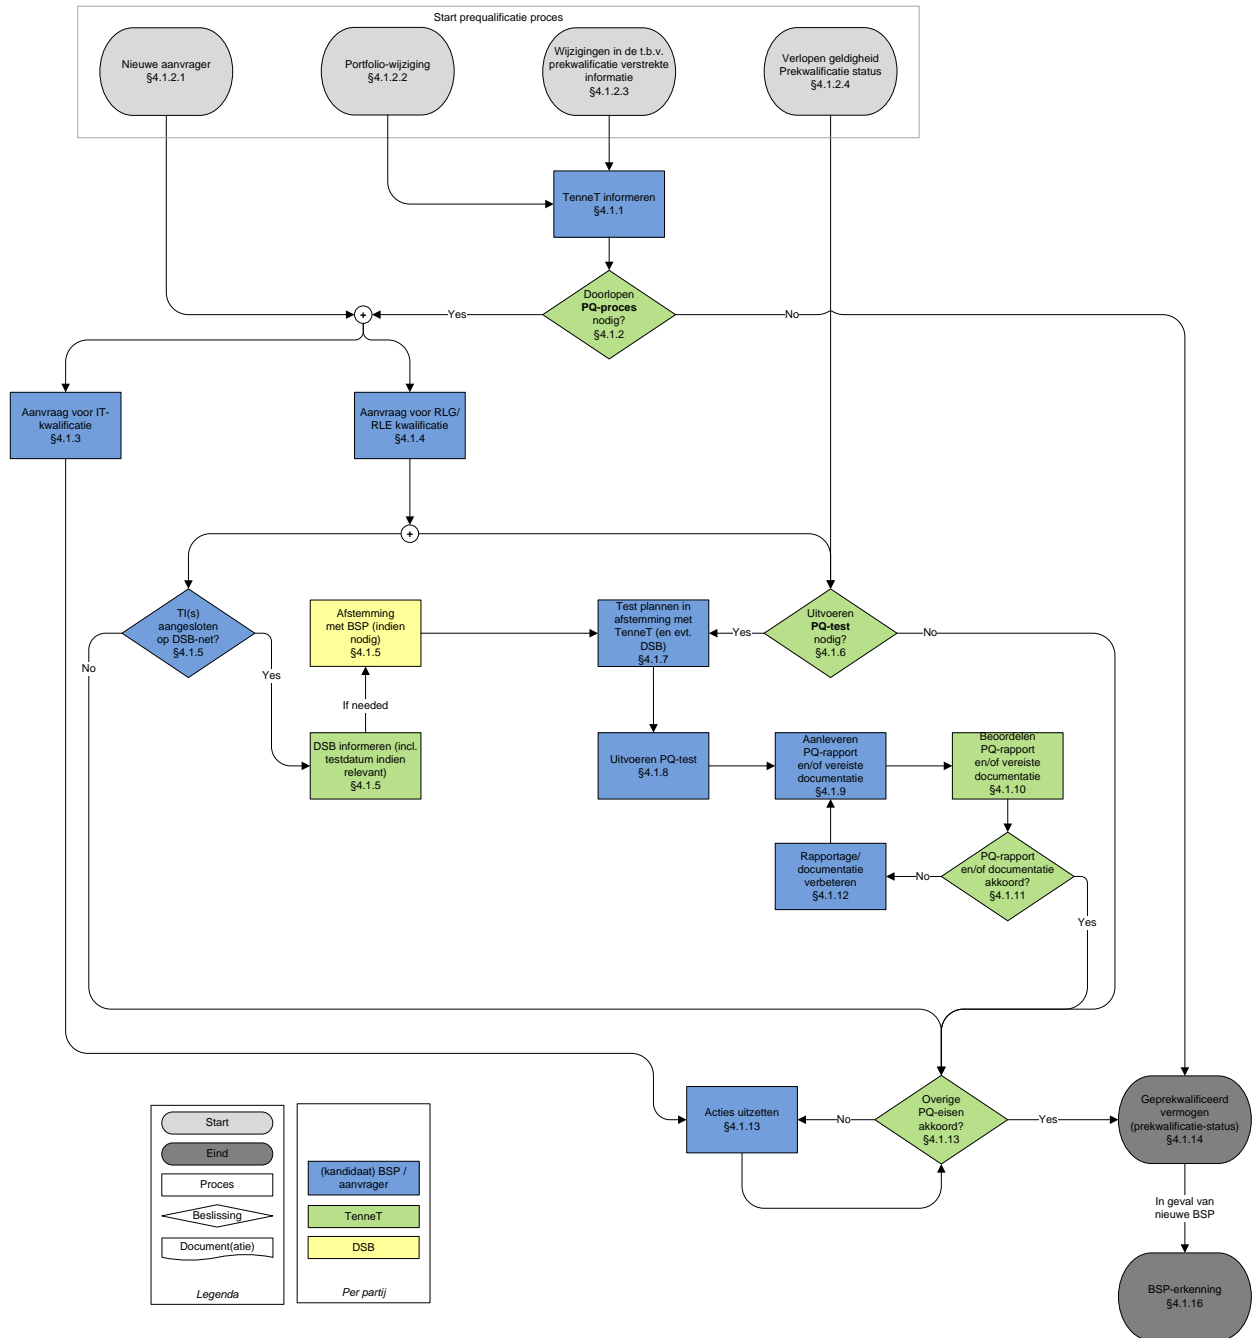 Start prequalificatie proces
Nieuwe aanvrager
§4.1.2.1
Portfolio-wijziging
§4.1.2.2
Wijzigingen in de t.b.v.
prekwalificatie verstrekte
informatie
§4.1.2.3
Verlopen geldigheid
Prekwalificatie status
§4.1.2.4
TenneT informeren
§4.1.1
Doorlopen
PQ-proces
nodig?
§4.1.2
Yes
No
+
Aanvraag voor IT-
kwalificatie
§4.1.3
Aanvraag voor RLG/
RLE kwalificatie
§4.1.4
+
TI(s)
aangesloten
op DSB-net?
§4.1.5
No
Yes
Afstemming
met BSP (indien
nodig)
§4.1.5
If needed
DSB informeren (incl.
testdatum indien
relevant)
§4.1.5
Test plannen in
afstemming met
TenneT (en evt.
DSB)
§4.1.7
Yes
Uitvoeren
PQ-test
nodig?
§4.1.6
No
Uitvoeren PQ-test
§4.1.8
Aanleveren
PQ-rapport
en/of vereiste
documentatie
§4.1.9
Beoordelen
PQ-rapport
en/of vereiste
documentatie
§4.1.10
Rapportage/
documentatie
verbeteren
§4.1.12
No
PQ-rapport
en/of documentatie
akkoord?
§4.1.11
Yes
Acties uitzetten
§4.1.13
No
Overige
PQ-eisen
akkoord?
§4.1.13
Yes
Geprekwalificeerd
vermogen
(prekwalificatie-status)
§4.1.14
In geval van
nieuwe BSP
BSP-erkenning
§4.1.16
Start
Eind
Proces
Beslissing
Document(atie)
Legenda
(kandidaat) BSP /
aanvrager
TenneT
DSB
Per partij